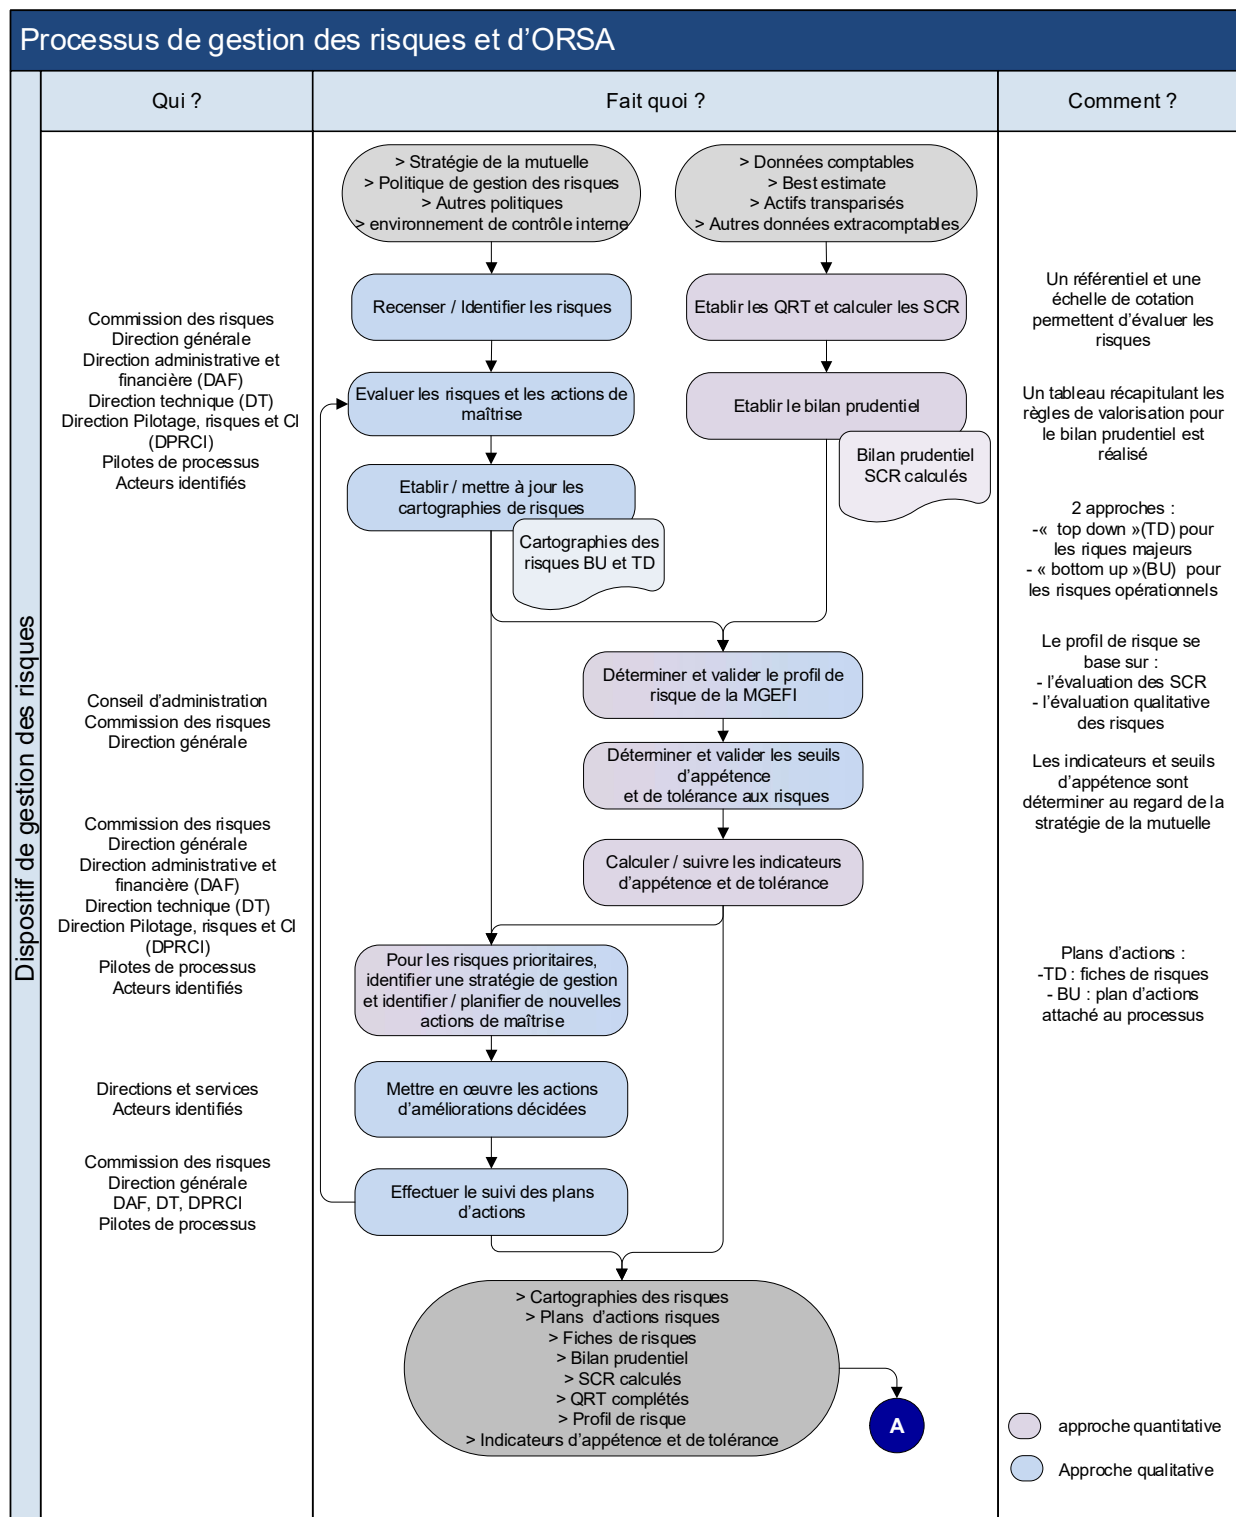 Processus de gestion des risques et d'ORSA
Qui ?
Fait quoi ?
Comment ?
Dispositif de gestion des risques
> Stratégie de la mutuelle
> Politique de gestion des risques
> Autres politiques
> environnement de contrôle interne
> Données comptables
> Best estimate
> Actifs transparisés
> Autres données extracomptables
Recenser / Identifier les risques
Etablir les QRT et calculer les SCR
Un référentiel et une
échelle de cotation
permettent d'évaluer les
risques
Commission des risques
Direction générale
Direction administrative et
financière (DAF)
Direction technique (DT)
Direction Pilotage, risques et CI
(DPRCI)
Pilotes de processus
Acteurs identifiés
Evaluer les risques et les actions de
maîtrise
Etablir le bilan prudentiel
Un tableau récapitulant les
règles de valorisation pour
le bilan prudentiel est
réalisé
Bilan prudentiel
SCR calculés
Etablir / mettre à jour les
cartographies de risques
Cartographies des
risques BU et TD
2 approches :
-« top down »(TD) pour
les riques majeurs
- « bottom up »(BU) pour
les risques opérationnels
Conseil d'administration
Commission des risques
Direction générale
Déterminer et valider le profil de
risque de la MGEFI
Le profil de risque se
base sur :
- l'évaluation des SCR
- l'évaluation qualitative
des risques
Déterminer et valider les seuils
d'appétence
et de tolérance aux risques
Les indicateurs et seuils
d'appétence sont
déterminer au regard de la
stratégie de la mutuelle
Commission des risques
Direction générale
Direction administrative et
financière (DAF)
Direction technique (DT)
Direction Pilotage, risques et CI
(DPRCI)
Pilotes de processus
Acteurs identifiés
Calculer / suivre les indicateurs
d'appétence et de tolérance
Pour les risques prioritaires,
identifier une stratégie de gestion
et identifier / planifier de nouvelles
actions de maîtrise
Plans d'actions :
-TD : fiches de risques
- BU : plan d'actions
attaché au processus
Directions et services
Acteurs identifiés
Mettre en œuvre les actions
d'améliorations décidées
Commission des risques
Direction générale
DAF, DT, DPRCI
Pilotes de processus
Effectuer le suivi des plans
d'actions
> Cartographies des risques
> Plans d'actions risques
> Fiches de risques
> Bilan prudentiel
> SCR calculés
> QRT complétés
> Profil de risque
> Indicateurs d'appétence et de tolérance
A
approche quantitative
Approche qualitative